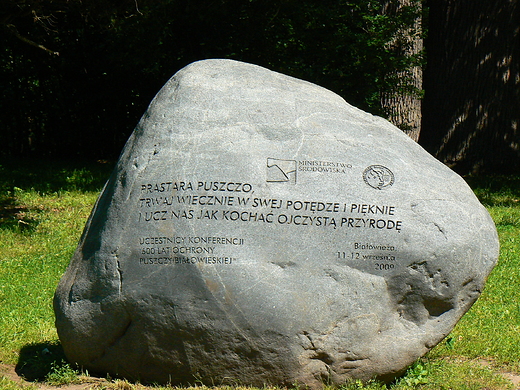 MINISTERSTWO
ŚRODOWISKA
PRASTARA PUSZCZO,
TRWAJ WIECZNIE W SWEJ POTĘDZE I PIĘKNIE
I UCZ NAS JAK KOCHAĆ OJCZYSTĄ PRZYRODĘ
UCZESTNICY KONFERENCJI
600 LAT OCHRONY
PUSZCZY BIAŁOWIESKIEJ
Białowieża
11-12 września
2009